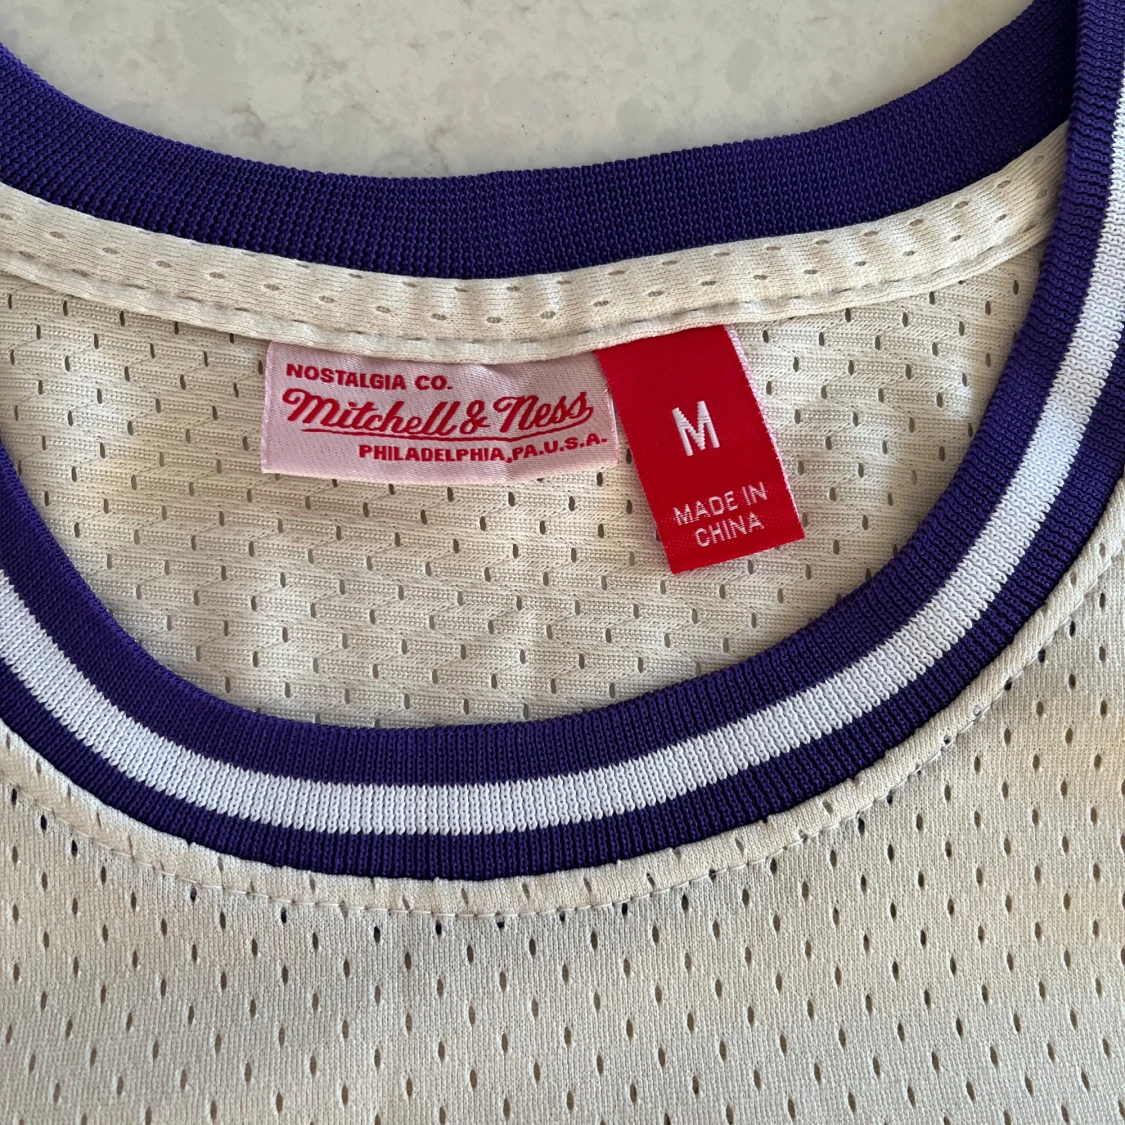 NOSTALGIA CO.
Mitchell & Ness
PHILADELPHIA, PA. U.S.A.
M
MADE IN
CHINA